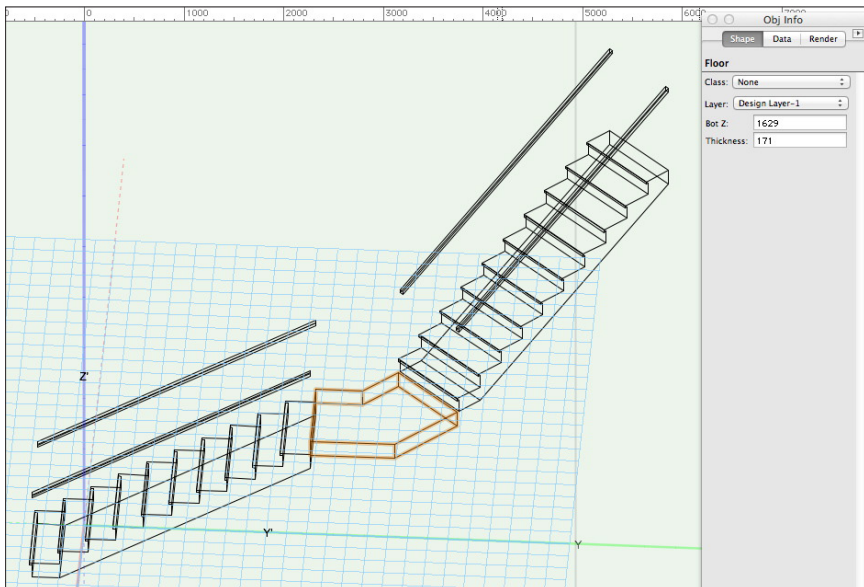 0
1000
2000
3000
4000
5000
6000
Obj Info
Shape
Data
Render
Floor
Class: None
Layer: Design Layer-1
Bot Z: 1629
Thickness: 171
Z'
Y'
Y